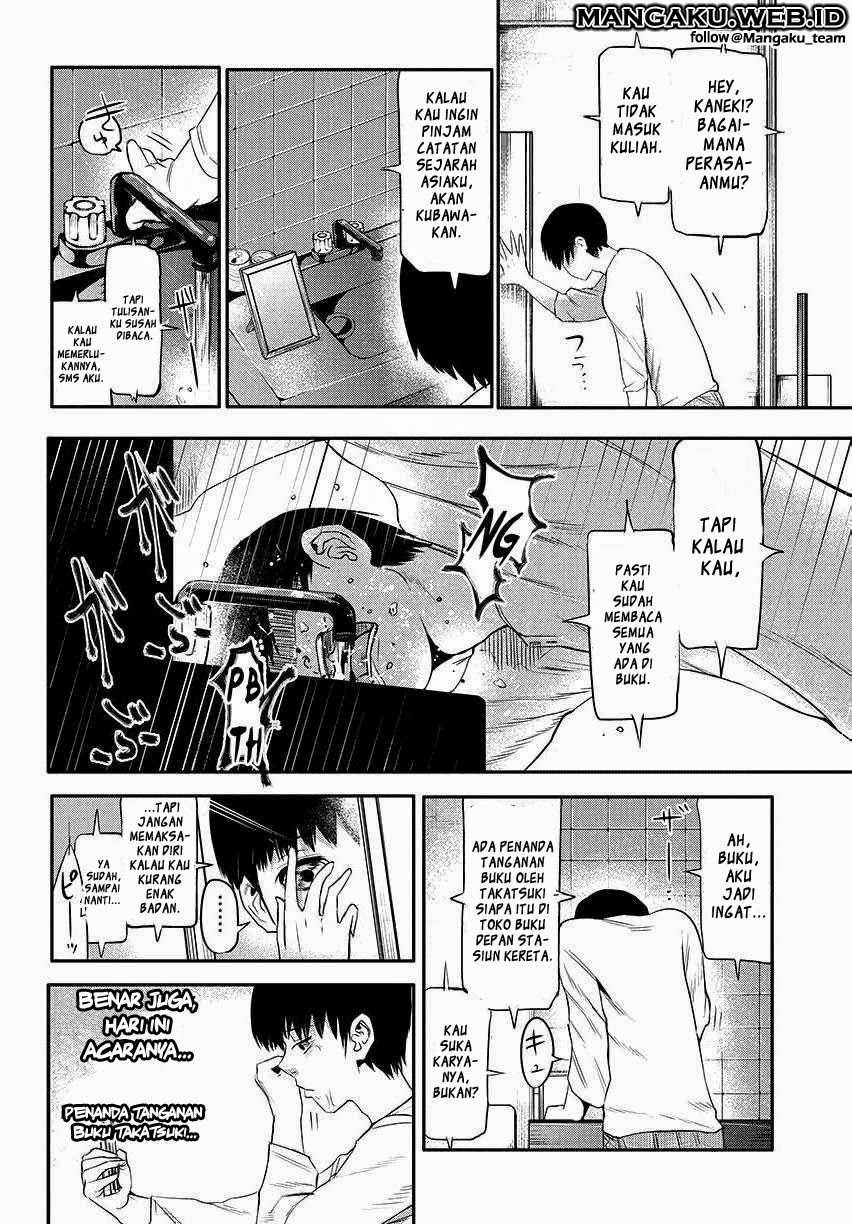 MANGAKU.WEB.ID
follow@Mangaku_team
HEY,
KANEKI?
BAGAI-
MANA
PERASA-
ANMU?
KAU
TIDAK
MASUK
KULIAH.
つ…
KALAU
KAU INGIN
PINJAM
CATATAN
SEJARAH
ASIAKU,
AKAN
KUBAWA-
KAN.
TAPI
TULISAN-
KU SUSAH
DIBACA.
KALAU
KAU
MEMERLU-
KANNYA,
SMS AKU.
TAPI
KALAU
KAU,
PASTI
KAU
SUDAH
MEMBACA
SEMUA
YANG
ADA DI
BUKU.
NG
PB
TH
AH,
BUKU,
AKU
JADI
INGAT...
ADA PENANDA
TANGANAN
BUKU OLEH
TAKATSUKI
SIAPA ITU DI
TOKO BUKU
DEPAN STA-
SIUN KERETA.
KAU
SUKA
KARYA-
NYA,
BUKAN?
キュ
...TAPI
JANGAN
MEMAKSA-
KAN DIRI
KALAU KAU
KURANG
ENAK
BADAN.
YA
SUDAH,
SAMPAI
NANTI...
......
BENAR JUGA,
HARI INI
ACARANYA...
PENANDA TANGANAN
BUKU TAKATSUKI...